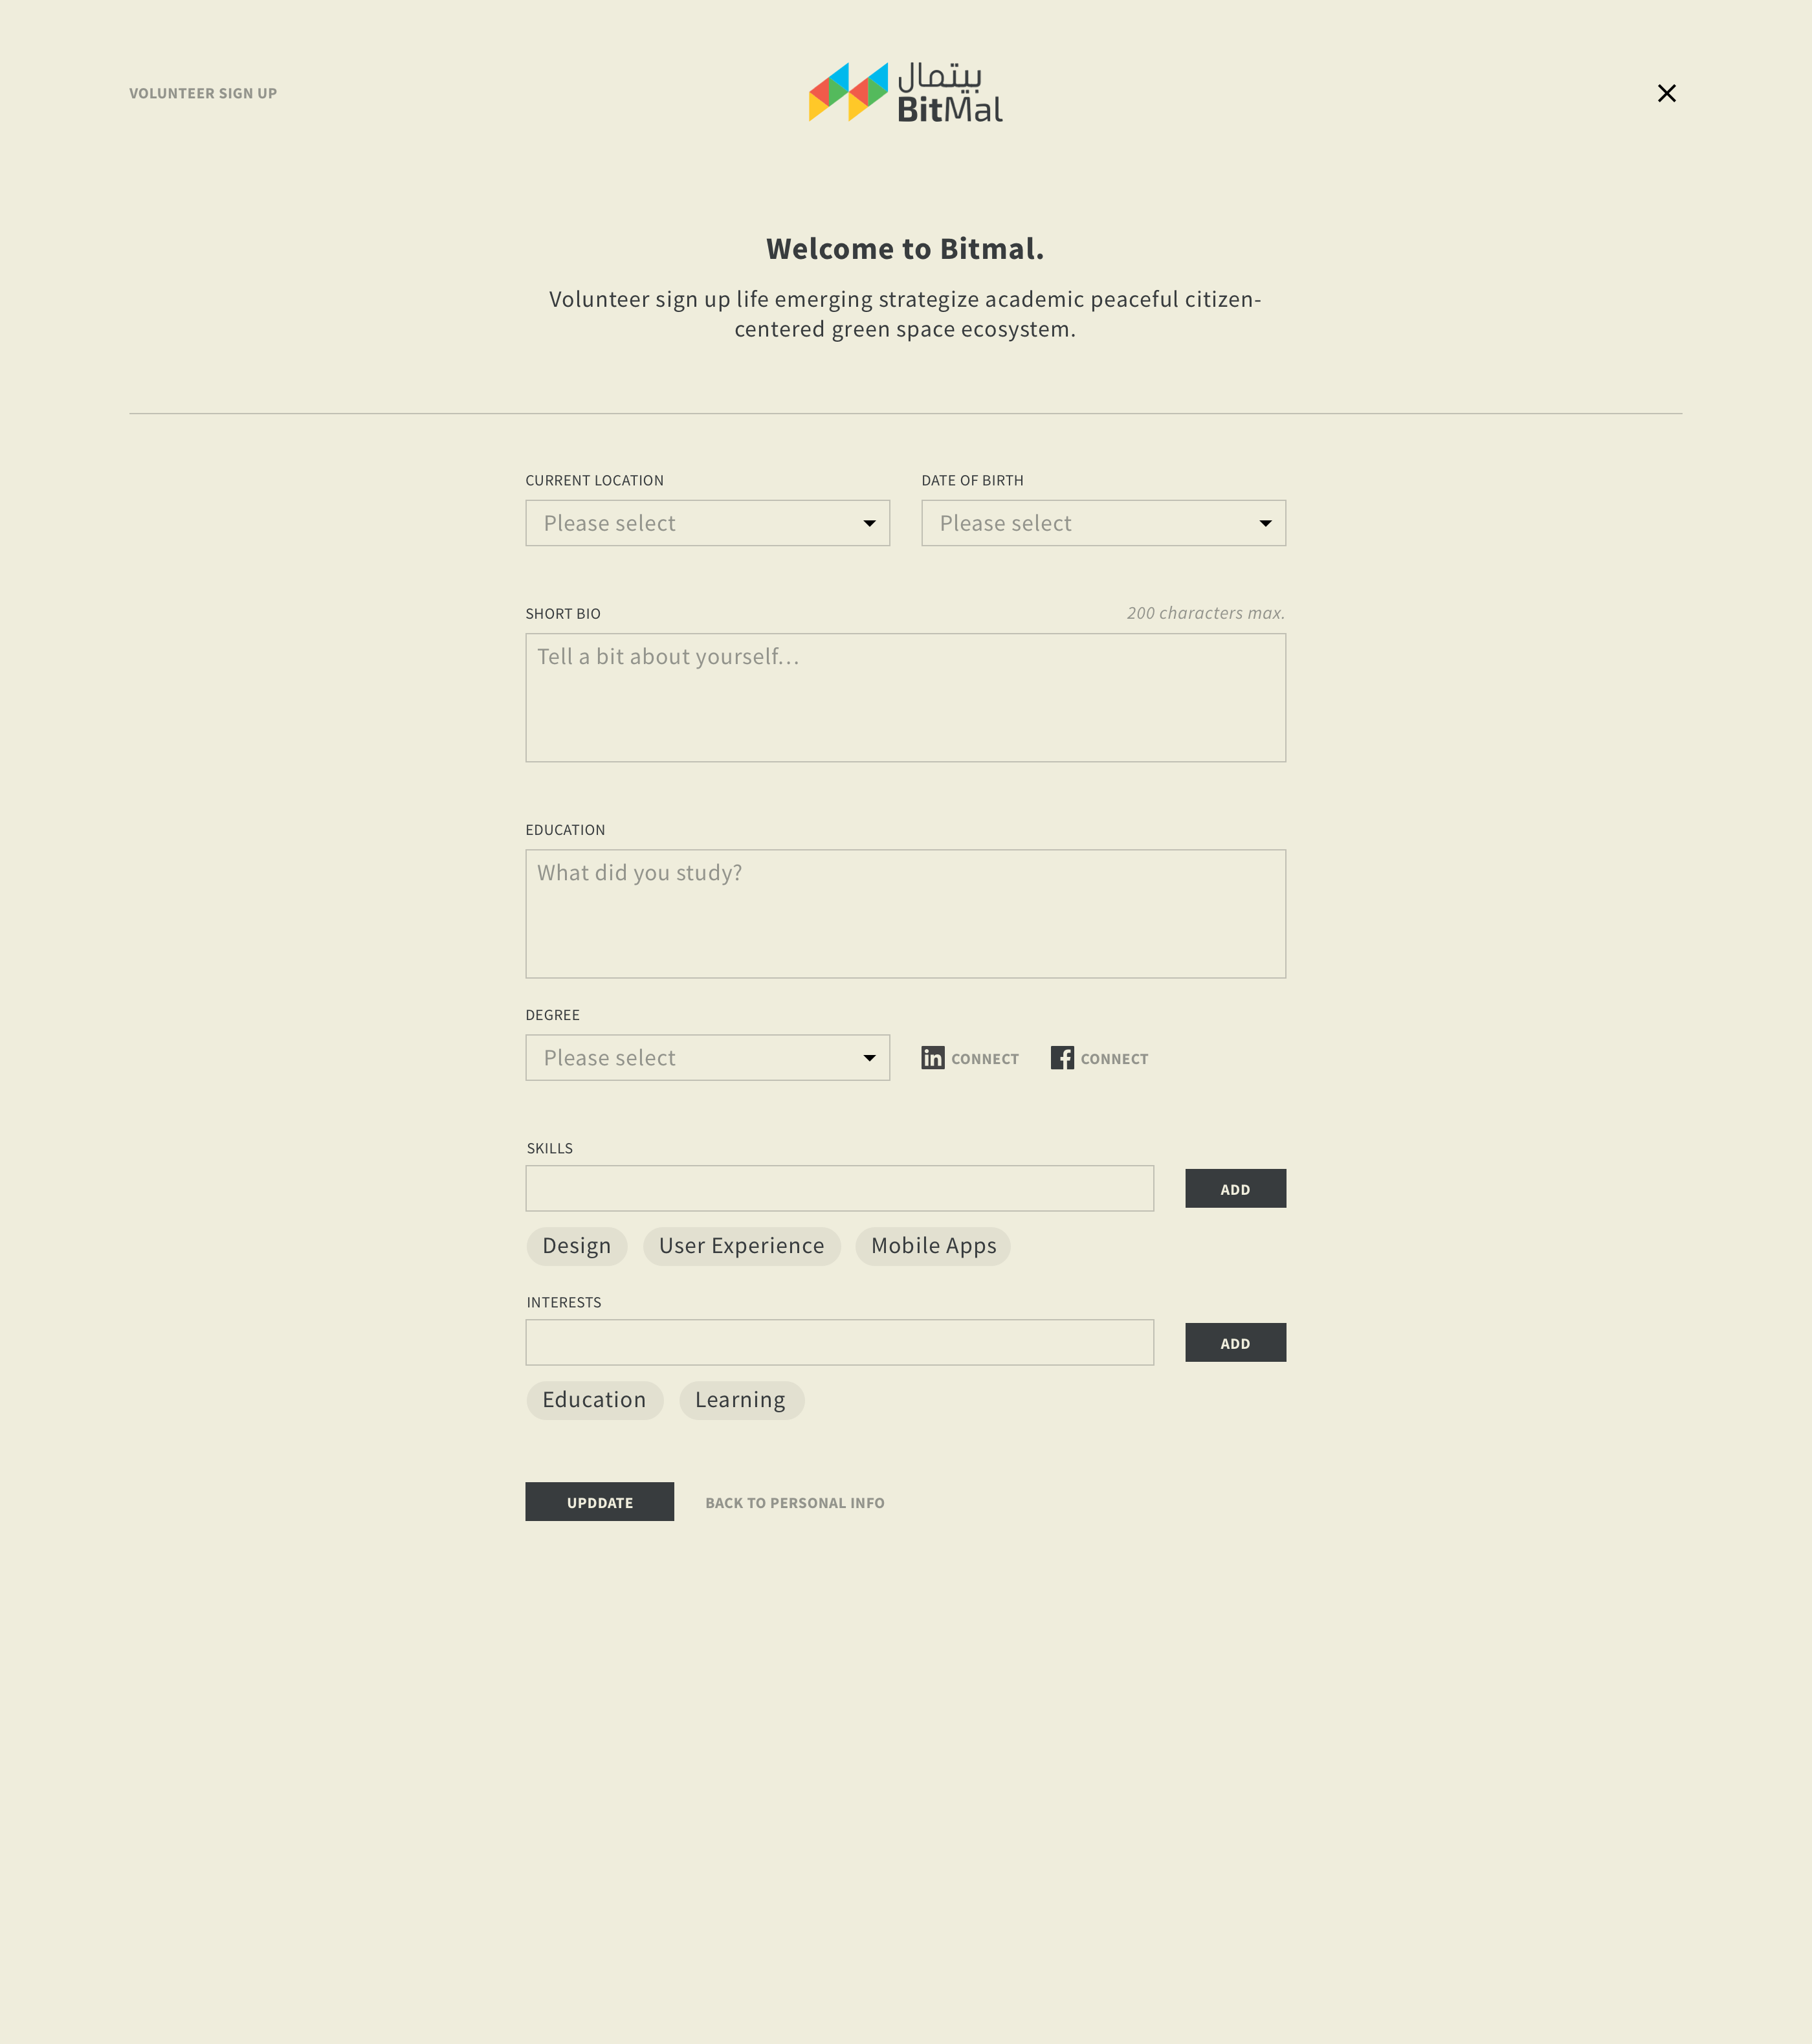 VOLUNTEER SIGN UP
بيتمال
BitMal
Welcome to Bitmal.
Volunteer sign up life emerging strategize academic peaceful citizen-
centered green space ecosystem.
CURRENT LOCATION
DATE OF BIRTH
Please select
Please select
SHORT BIO
200 characters max.
Tell a bit about yourself...
EDUCATION
What did you study?
DEGREE
Please select
in CONNECT
f CONNECT
SKILLS
ADD
Design
User Experience
Mobile Apps
INTERESTS
ADD
Education
Learning
UPDDATE
BACK TO PERSONAL INFO